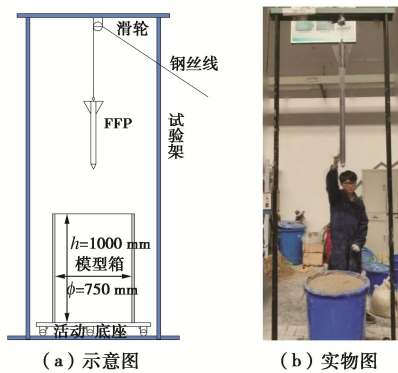 滑轮
钢丝线
FFP
试验架
h=1000 mm
模型箱
ϕ=750 mm
活动 底座
(a)示意图
(b)实物图